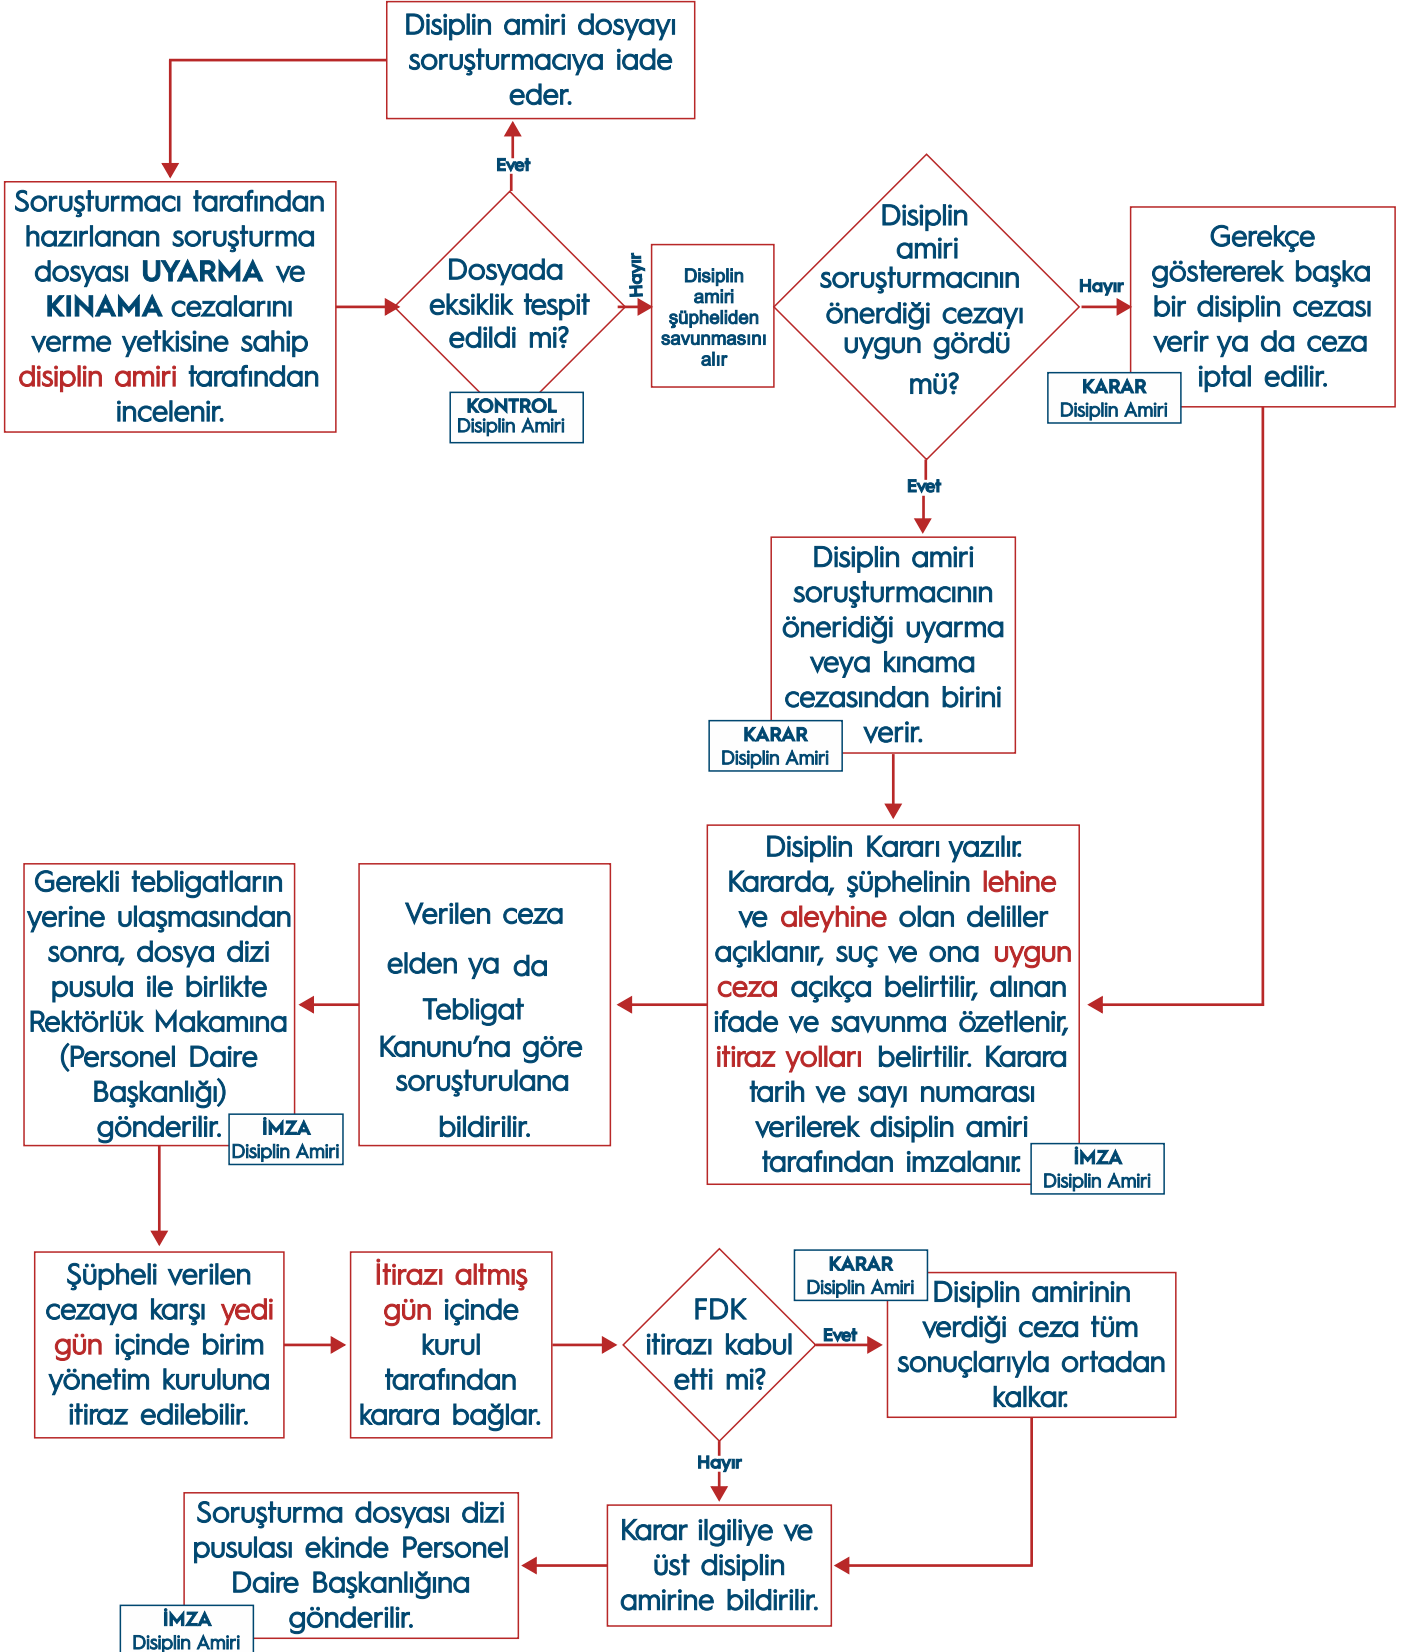 Disiplin amiri dosyayı
soruşturmacıya iade
eder.
Evet
Soruşturmacı tarafından
hazırlanan soruşturma
dosyası UYARMA ve
KINAMA cezalarını
verme yetkisine sahip
disiplin amiri tarafından
incelenir.
Dosyada
eksiklik tespit
edildi mi?
KONTROL
Disiplin Amiri
Hayır
Disiplin
amiri
şüpheliden
savunmasını
alır
Disiplin
amiri
soruşturmacının
önerdiği cezayı
uygun gördü
mü?
Hayır
Gerekçe
göstererek başka
bir disiplin cezası
verir ya da ceza
iptal edilir.
KARAR
Disiplin Amiri
Evet
Disiplin amiri
soruşturmacının
öneridiği uyarma
veya kınama
cezasından birini
verir.
KARAR
Disiplin Amiri
Disiplin Kararı yazılır.
Kararda, şüphelinin lehine
ve aleyhine olan deliller
açıklanır, suç ve ona uygun
ceza açıkça belirtilir, alınan
ifade ve savunma özetlenir,
itiraz yolları belirtilir. Karara
tarih ve sayı numarası
verilerek disiplin amiri
tarafından imzalanır.
İMZA
Disiplin Amiri
Verilen ceza
elden ya da
Tebligat
Kanunu’na göre
soruşturulana
bildirilir.
Gerekli tebligatların
yerine ulaşmasından
sonra, dosya dizi
pusula ile birlikte
Rektörlük Makamına
(Personel Daire
Başkanlığı)
gönderilir.
İMZA
Disiplin Amiri
Şüpheli verilen
cezaya karşı yedi
gün içinde birim
yönetim kuruluna
itiraz edilebilir.
İtirazı altmış
gün içinde
kurul
tarafından
karara bağlar.
FDK
itirazı kabul
etti mi?
Evet
KARAR
Disiplin Amiri
Disiplin amirinin
verdiği ceza tüm
sonuçlarıyla ortadan
kalkar.
Hayır
Karar ilgiliye ve
üst disiplin
amirine bildirilir.
Soruşturma dosyası dizi
pusulası ekinde Personel
Daire Başkanlığına
gönderilir.
İMZA
Disiplin Amiri